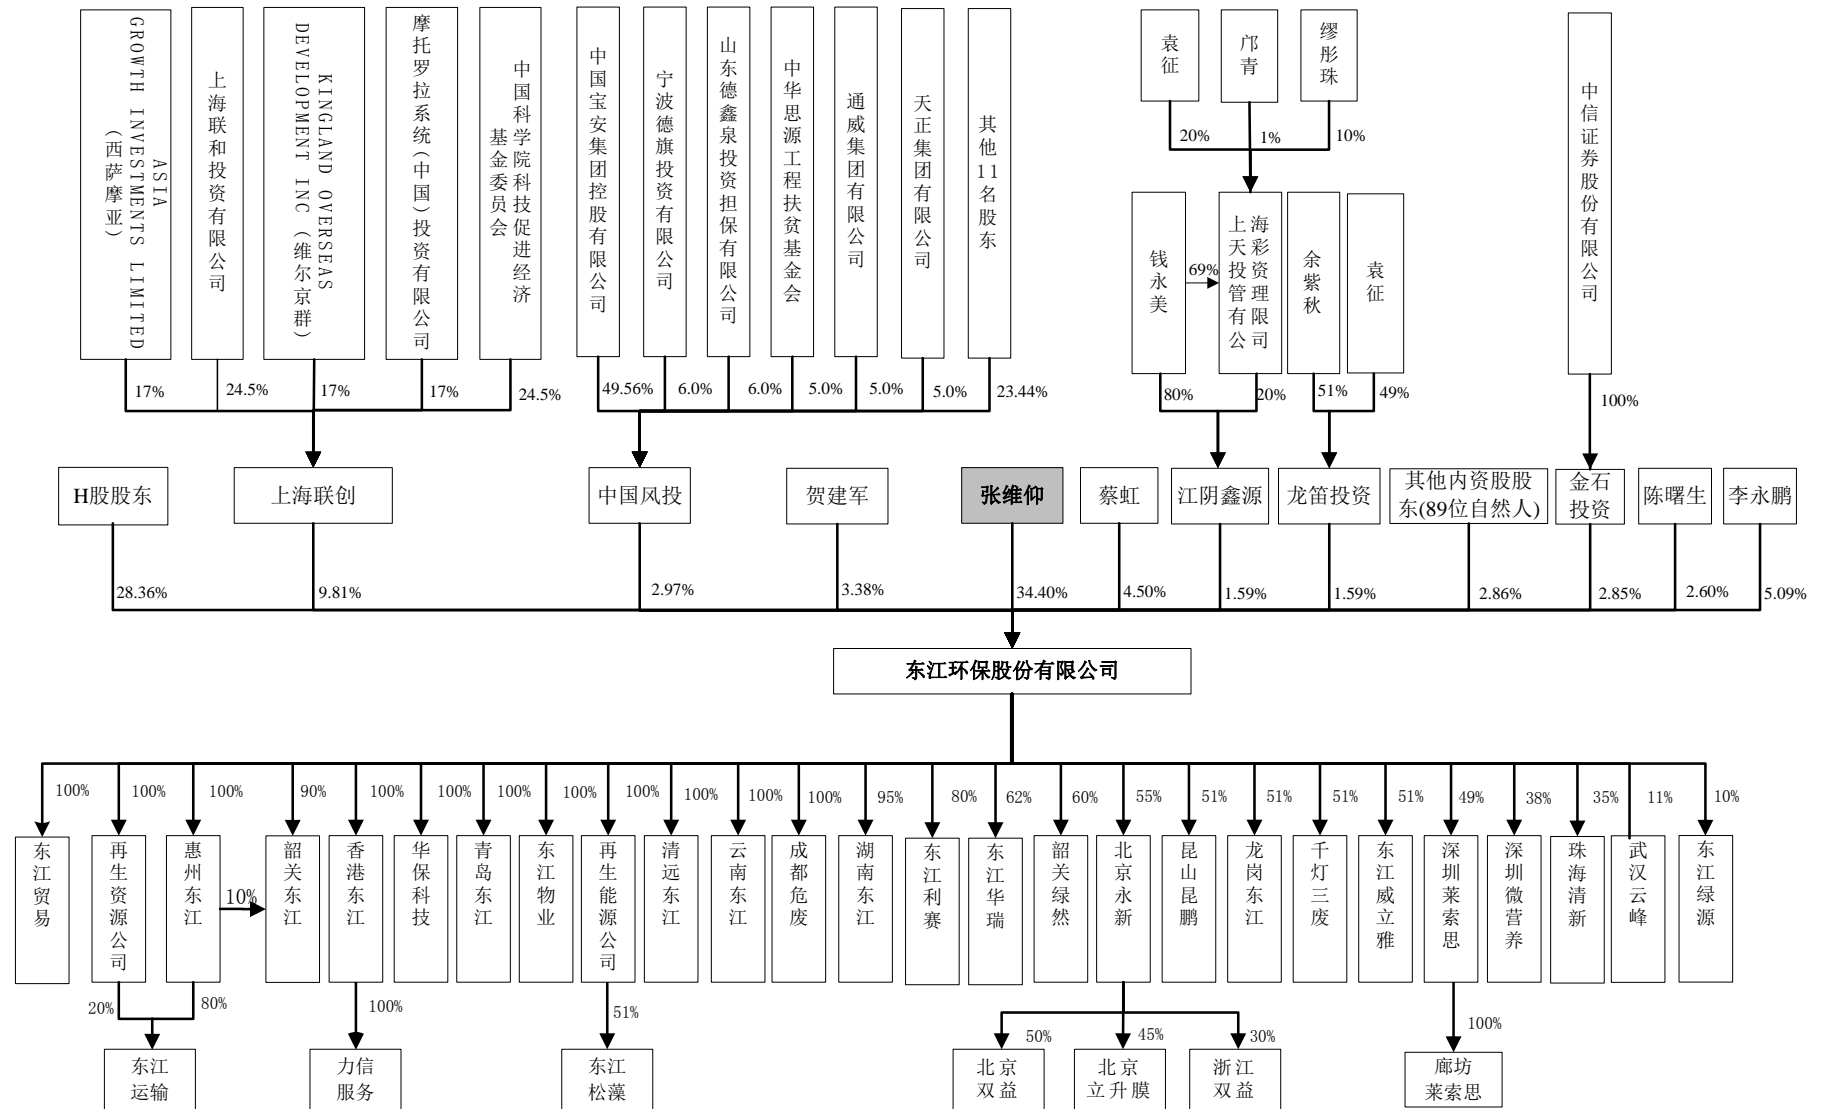 ASIA
GROWTH INVESTMENTS LIMITED
（西萨摩亚）
上海联和投资有限公司
KINGLAND OVERSEAS
DEVELOPMENT INC（维尔京群）
摩托罗拉系统（中国）投资有限公司
中国科学院科技促进经济
基金委员会
中国宝安集团控股有限公司
宁波德旗投资有限公司
山东德鑫泉投资担保有限公司
中华思源工程扶贫基金会
通威集团有限公司
天正集团有限公司
其他11名股东
袁征
邝青
缪彤珠
中信证券股份有限公司
20%
1%
10%
钱永美
69%
上海
天彩
投资
管理
有限
公司
余紫秋
袁征
17%
24.5%
17%
17%
24.5%
49.56%
6.0%
6.0%
5.0%
5.0%
5.0%
23.44%
80%
20%
51%
49%
100%
H股股东
上海联创
中国风投
贺建军
张维仰
蔡虹
江阴鑫源
龙笛投资
其他内资股股
东(89位自然人)
金石
投资
陈曙生
李永鹏
28.36%
9.81%
2.97%
3.38%
34.40%
4.50%
1.59%
1.59%
2.86%
2.85%
2.60%
5.09%
东江环保股份有限公司
100%
100%
100%
90%
100%
100%
100%
100%
100%
100%
100%
100%
95%
80%
62%
60%
55%
51%
51%
51%
51%
49%
38%
35%
11%
10%
东江贸易
再生资源公司
惠州东江
10%
韶关东江
香港东江
华保科技
青岛东江
东江物业
再生能源公司
清远东江
云南东江
成都危废
湖南东江
东江利赛
东江华瑞
韶关绿然
北京永新
昆山昆鹏
龙岗东江
千灯三废
东江威立雅
深圳莱索思
深圳微营养
珠海清新
武汉云峰
东江绿源
20%
80%
100%
51%
50%
45%
30%
100%
东江
运输
力信
服务
东江
松藻
北京
双益
北京
立升膜
浙江
双益
廊坊
莱索思